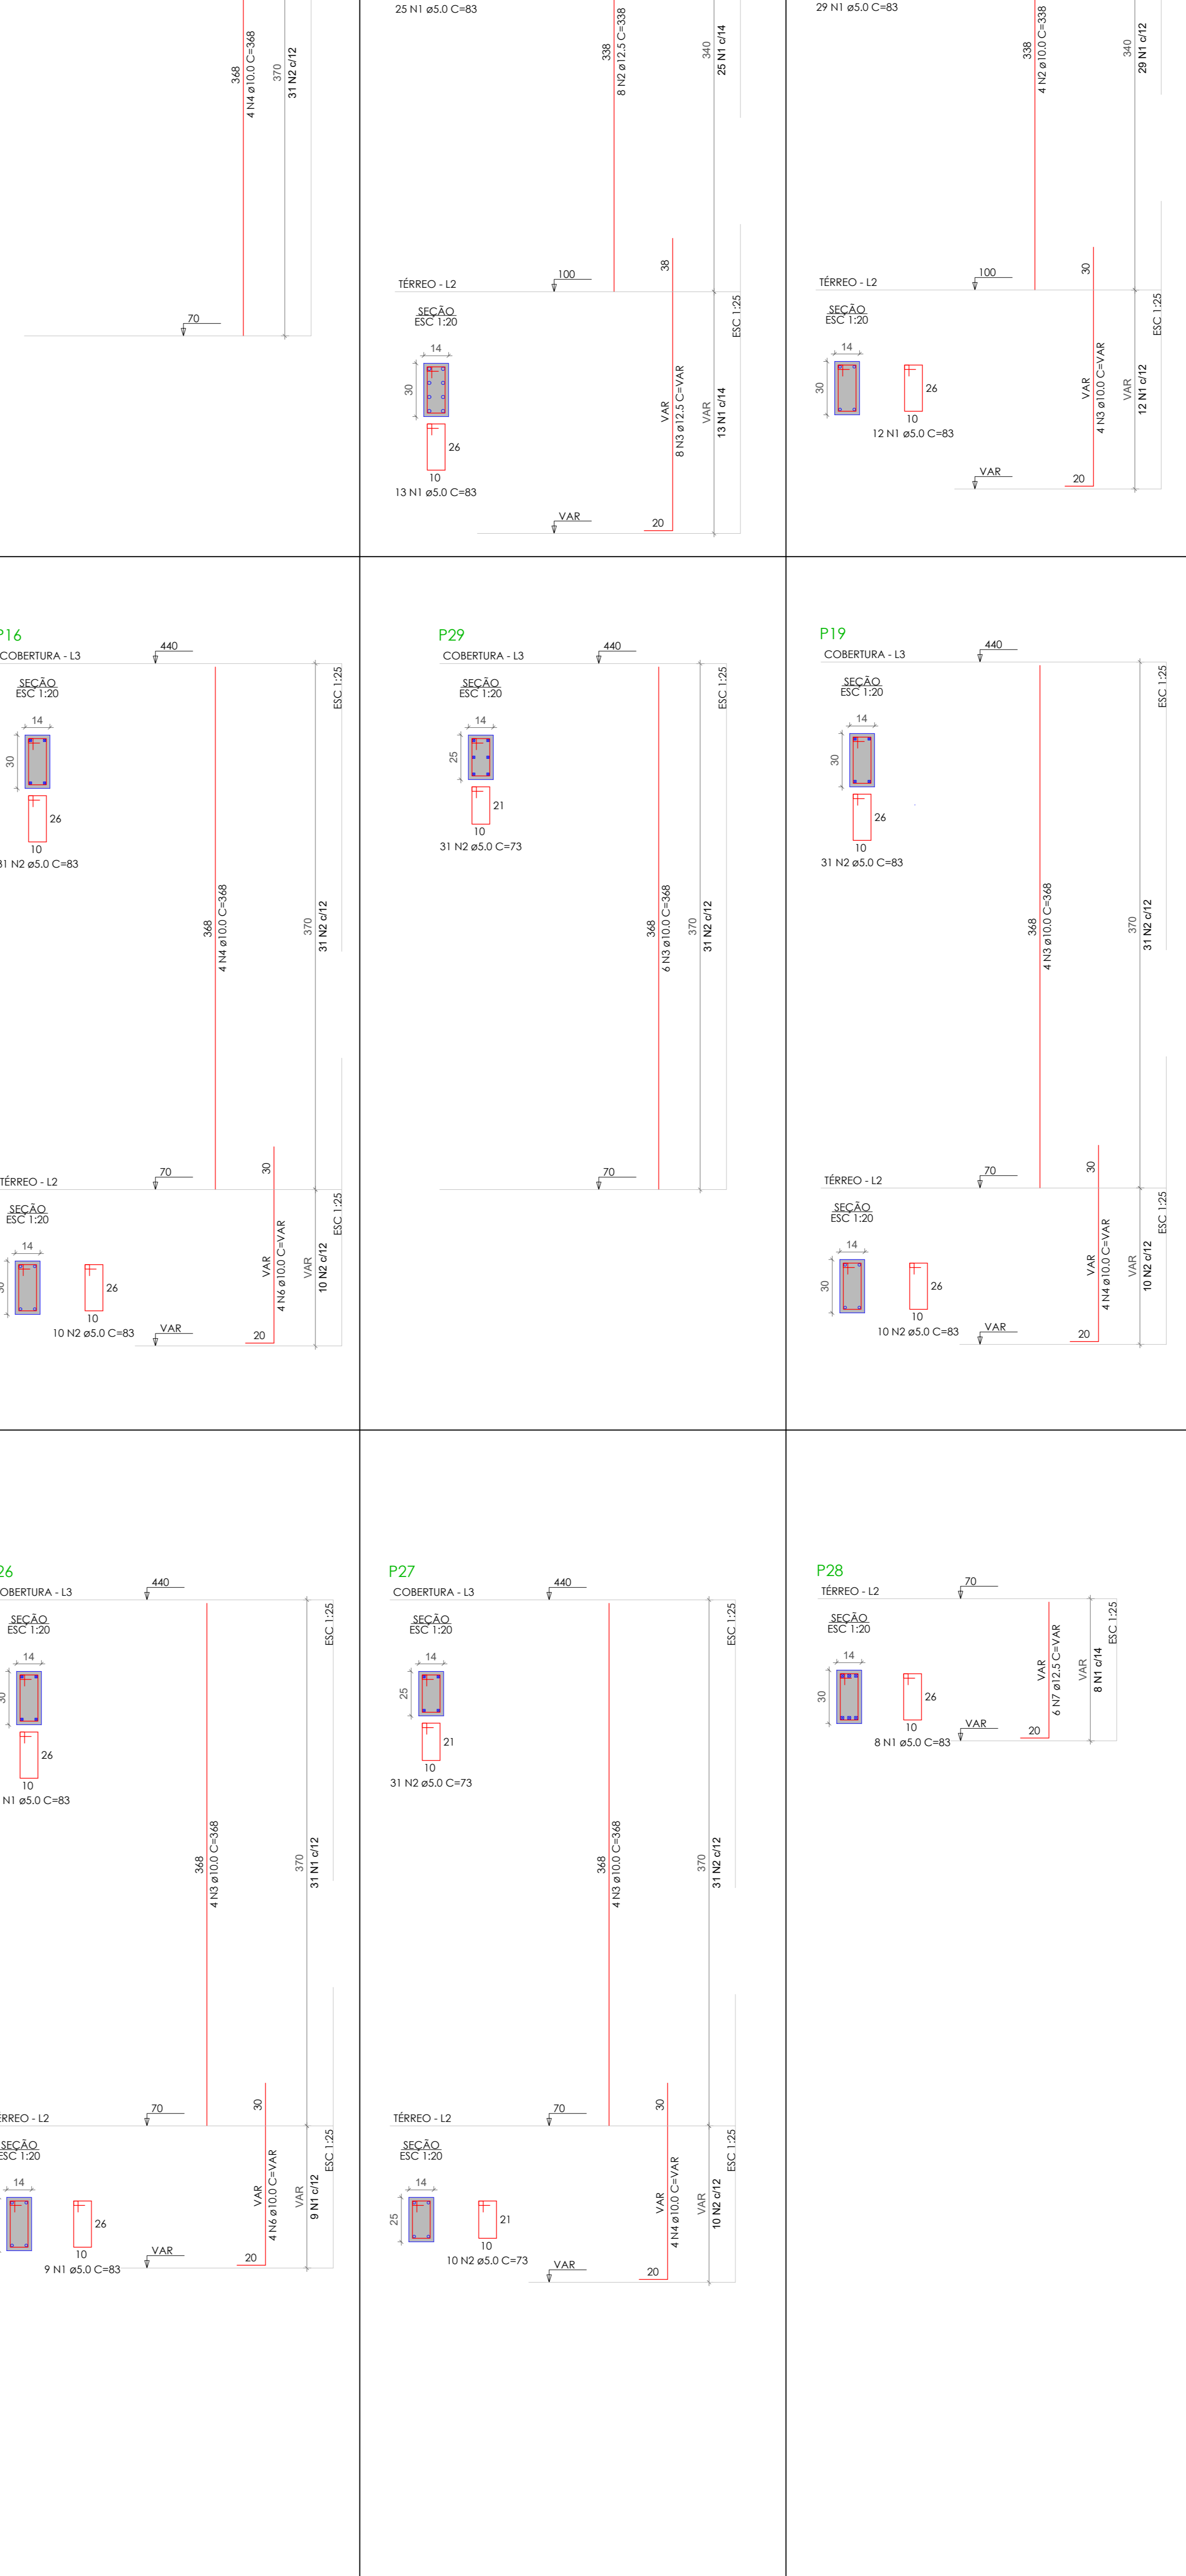 368
4 N4 ø10.0 C=368
370
31 N2 c/12
70
25 N1 ø5.0 C=83
338
8 N2 ø12.5 C=338
340
25 N1 c/14
TÉRREO - L2
100
38
SEÇÃO
ESC 1:20
ESC 1:25
14
30
26
10
13 N1 ø5.0 C=83
VAR
8 N3 ø12.5 C=VAR
VAR
13 N1 c/14
VAR
20
29 N1 ø5.0 C=83
338
4 N2 ø10.0 C=338
340
29 N1 c/12
TÉRREO - L2
100
30
SEÇÃO
ESC 1:20
ESC 1:25
14
30
26
10
12 N1 ø5.0 C=83
VAR
4 N3 ø10.0 C=VAR
VAR
12 N1 c/12
VAR
20
P16
COBERTURA - L3
440
SEÇÃO
ESC 1:20
ESC 1:25
14
30
26
10
31 N2 ø5.0 C=83
368
4 N4 ø10.0 C=368
370
31 N2 c/12
TÉRREO - L2
70
30
SEÇÃO
ESC 1:20
ESC 1:25
14
30
26
10
10 N2 ø5.0 C=83
VAR
4 N6 ø10.0 C=VAR
VAR
10 N2 c/12
VAR
20
P29
COBERTURA - L3
440
SEÇÃO
ESC 1:20
ESC 1:25
14
25
21
10
31 N2 ø5.0 C=73
368
6 N3 ø10.0 C=368
370
31 N2 c/12
70
P19
COBERTURA - L3
440
SEÇÃO
ESC 1:20
ESC 1:25
14
30
26
10
31 N2 ø5.0 C=83
368
4 N3 ø10.0 C=368
370
31 N2 c/12
TÉRREO - L2
70
30
SEÇÃO
ESC 1:20
ESC 1:25
14
30
26
10
10 N2 ø5.0 C=83
VAR
4 N4 ø10.0 C=VAR
VAR
10 N2 c/12
VAR
20
26
OBERTURA - L3
440
SEÇÃO
ESC 1:20
ESC 1:25
14
30
26
10
N1 ø5.0 C=83
368
4 N3 ø10.0 C=368
370
31 N1 c/12
ÉRREO - L2
70
30
SEÇÃO
ESC 1:20
ESC 1:25
14
26
10
9 N1 ø5.0 C=83
VAR
4 N6 ø10.0 C=VAR
VAR
9 N1 c/12
VAR
20
P27
COBERTURA - L3
440
SEÇÃO
ESC 1:20
ESC 1:25
14
25
21
10
31 N2 ø5.0 C=73
368
4 N3 ø10.0 C=368
370
31 N2 c/12
TÉRREO - L2
70
30
SEÇÃO
ESC 1:20
ESC 1:25
14
25
21
10
10 N2 ø5.0 C=73
VAR
4 N4 ø10.0 C=VAR
VAR
10 N2 c/12
VAR
20
P28
TÉRREO - L2
70
SEÇÃO
ESC 1:20
ESC 1:25
14
30
26
10
8 N1 ø5.0 C=83
VAR
6 N7 ø12.5 C=VAR
VAR
8 N1 c/14
VAR
20